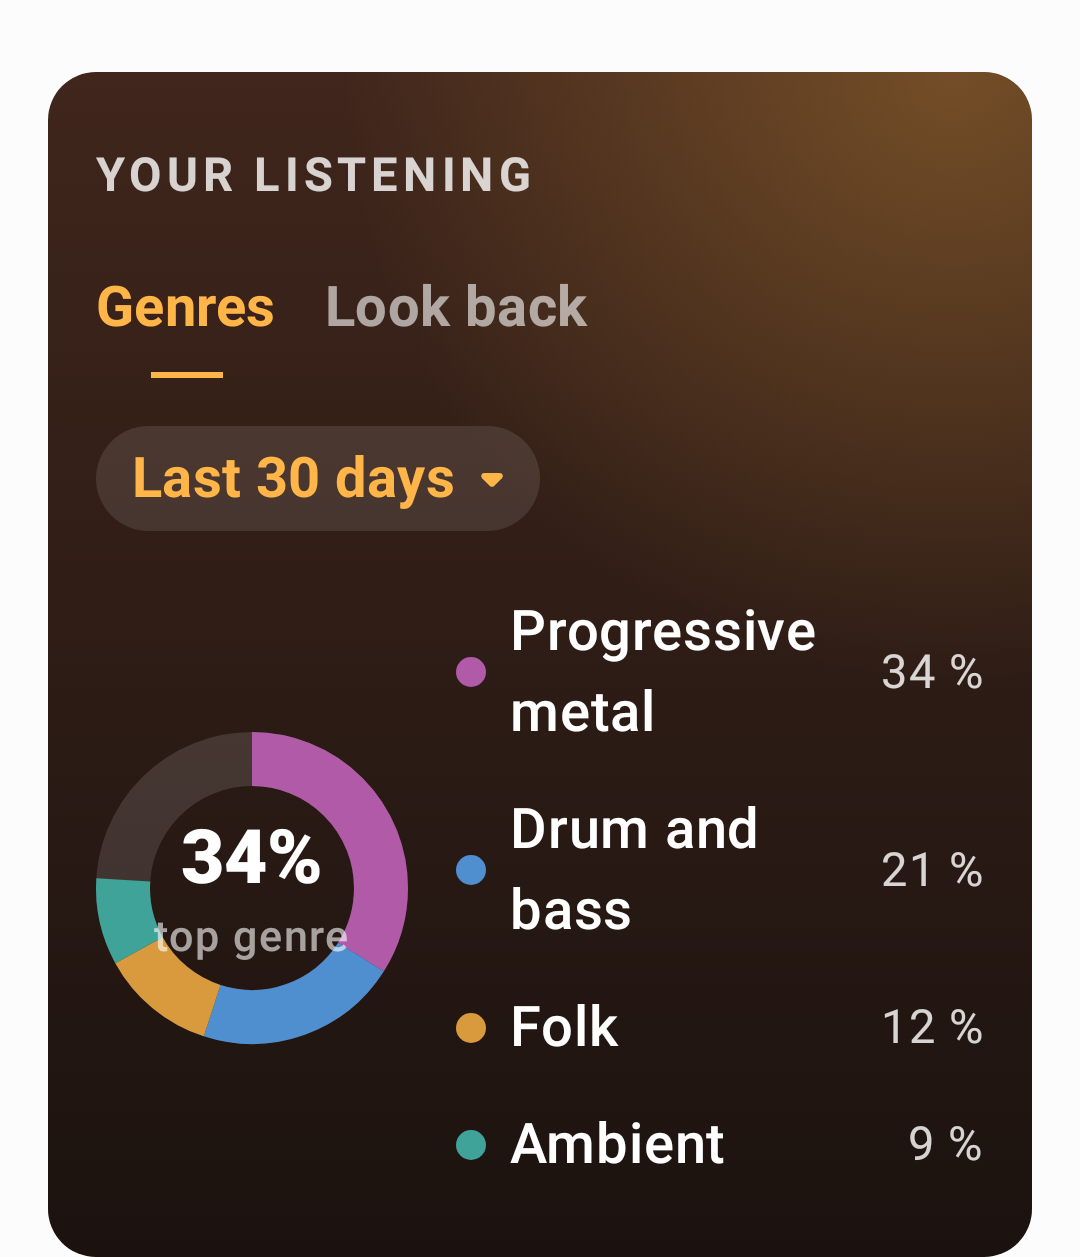 YOUR LISTENING
Genres Look back
Last 30 days
Progressive
metal
34 %
Drum and
bass
21 %
Folk 12 %
Ambient 9 %
34%
top genre